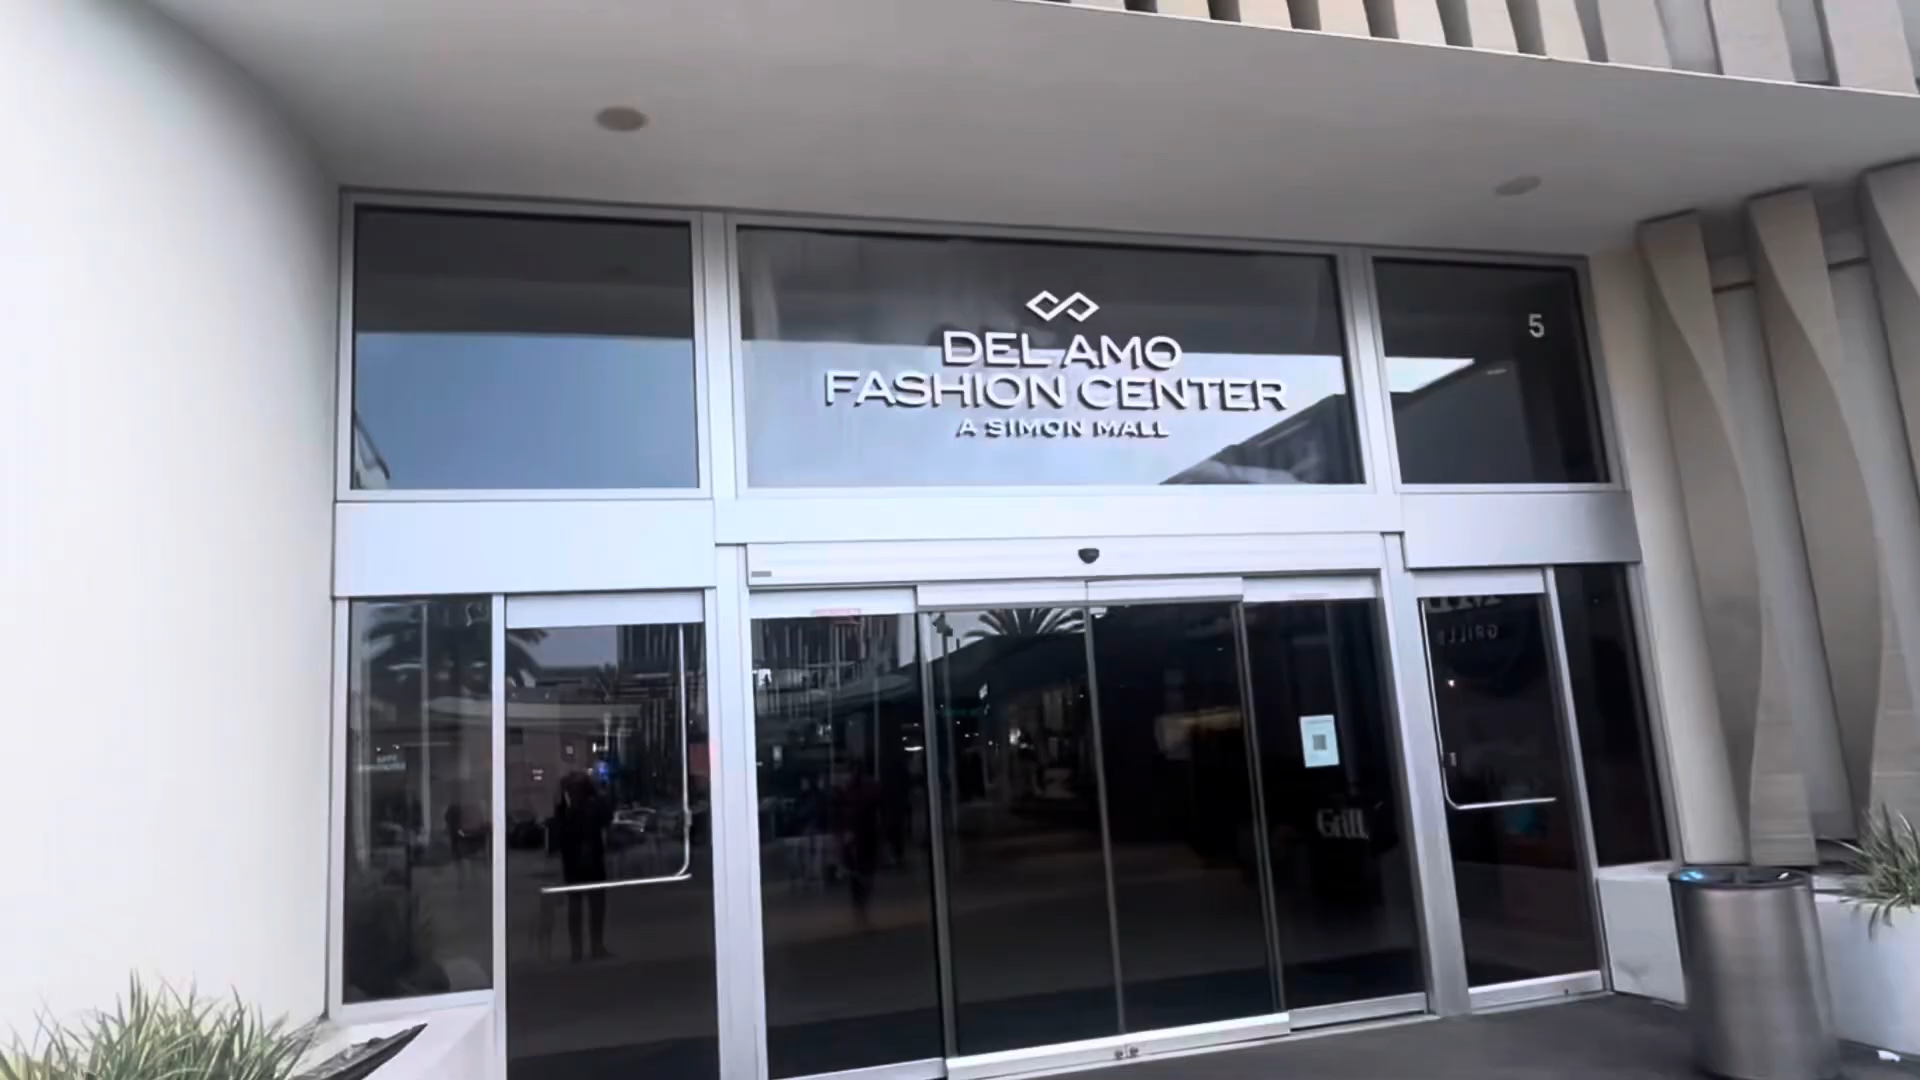 DEL AMO
FASHION CENTER
A SIMON MALL
5
GRILL
Grill